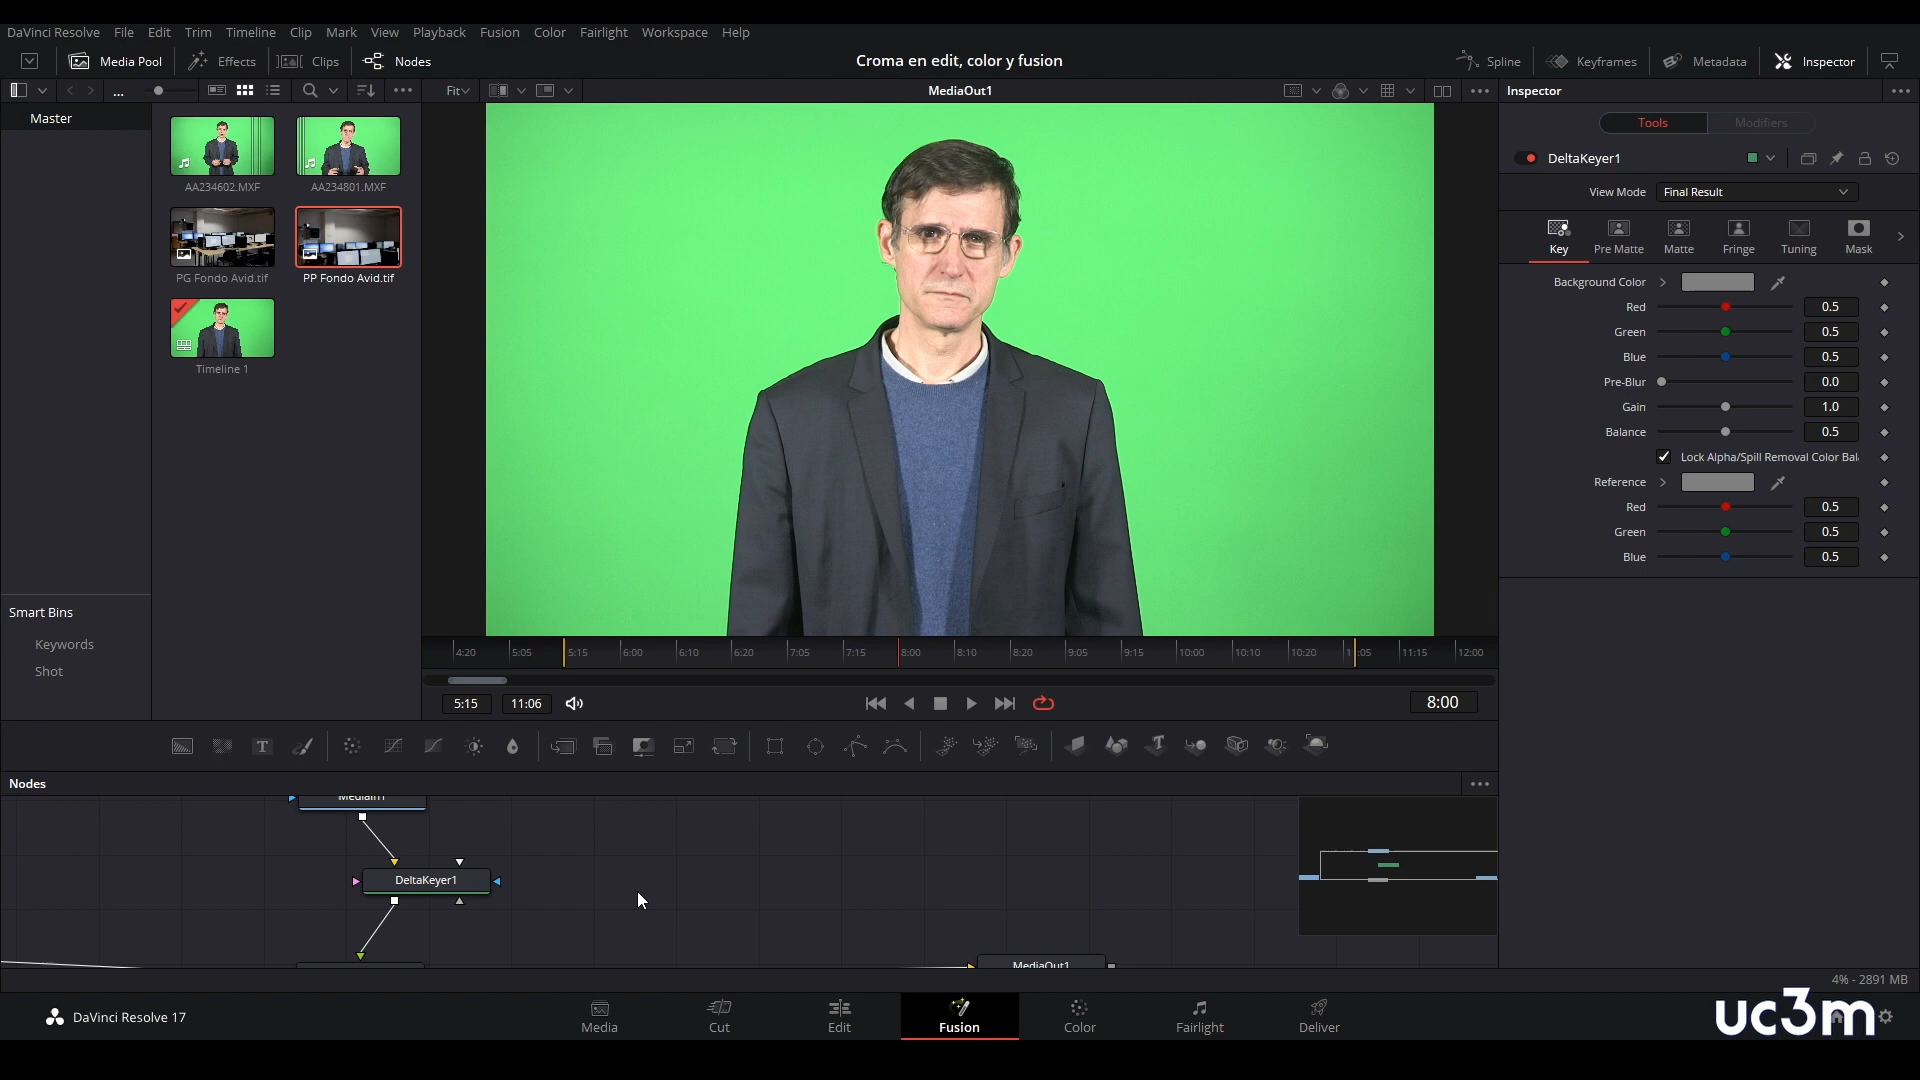 DaVinci Resolve File Edit Trim Timeline Clip Mark View Playback Fusion Color Fairlight Workspace Help
Media Pool Effects Clips Nodes Croma en edit, color y fusion Spline Keyframes Metadata Inspector
... Fit MediaOut1 Inspector
Master
Tools Modifiers
DeltaKeyer1
AA234602.MXF AA234801.MXF
View Mode Final Result
Key Pre Matte Matte Fringe Tuning Mask
PG Fondo Avid.tif PP Fondo Avid.tif
Background Color
Red 0.5
Green 0.5
Blue 0.5
Timeline 1
Pre-Blur 0.0
Gain 1.0
Balance 0.5
Lock Alpha/Spill Removal Color Bal
Reference
Red 0.5
Green 0.5
Blue 0.5
Smart Bins
Keywords
Shot
4:20 5:05 5:15 6:00 6:10 6:20 7:05 7:15 8:00 8:10 8:20 9:05 9:15 10:00 10:10 10:20 11:05 11:15 12:00
5:15 11:06 8:00
T
Nodes
MediaIn1
DeltaKeyer1
MediaOut1
4% - 2891 MB
DaVinci Resolve 17 Media Cut Edit Fusion Color Fairlight Deliver
uc3m